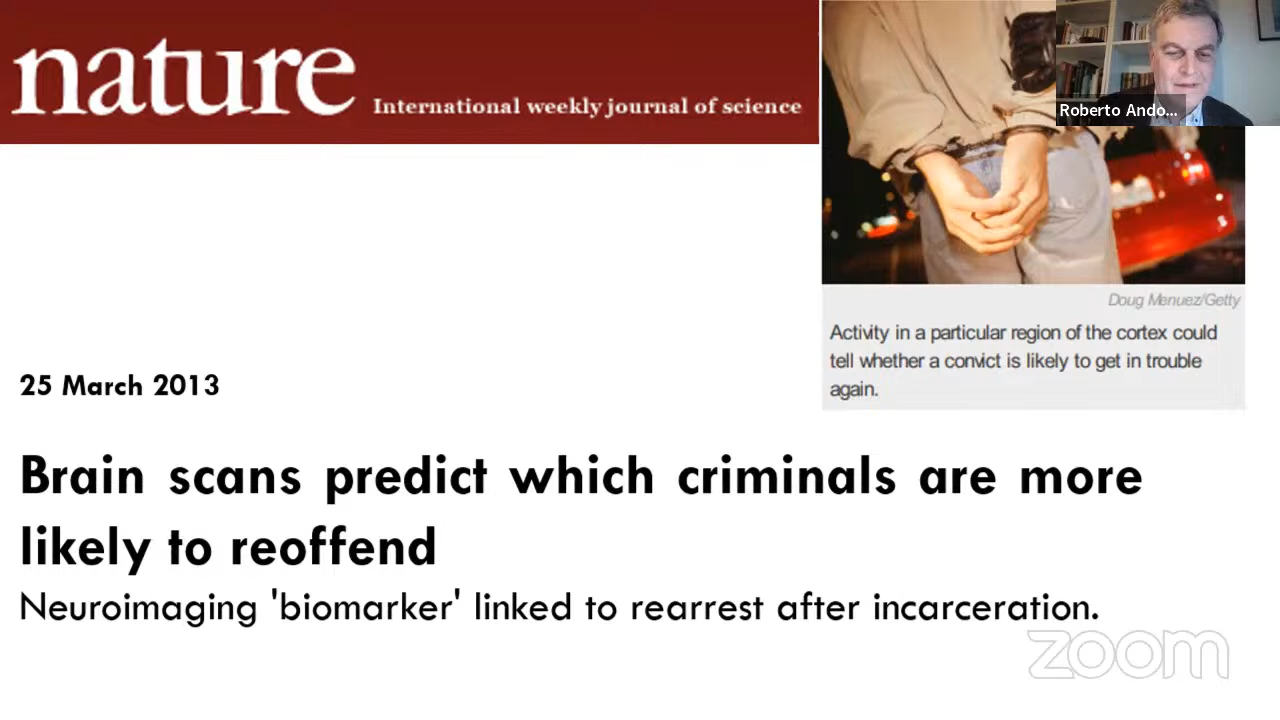 nature International weekly journal of science
Roberto Ando...
Doug Menuez/Getty
Activity in a particular region of the cortex could
tell whether a convict is likely to get in trouble
again.
25 March 2013
Brain scans predict which criminals are more
likely to reoffend
Neuroimaging 'biomarker' linked to rearrest after incarceration.
zoom